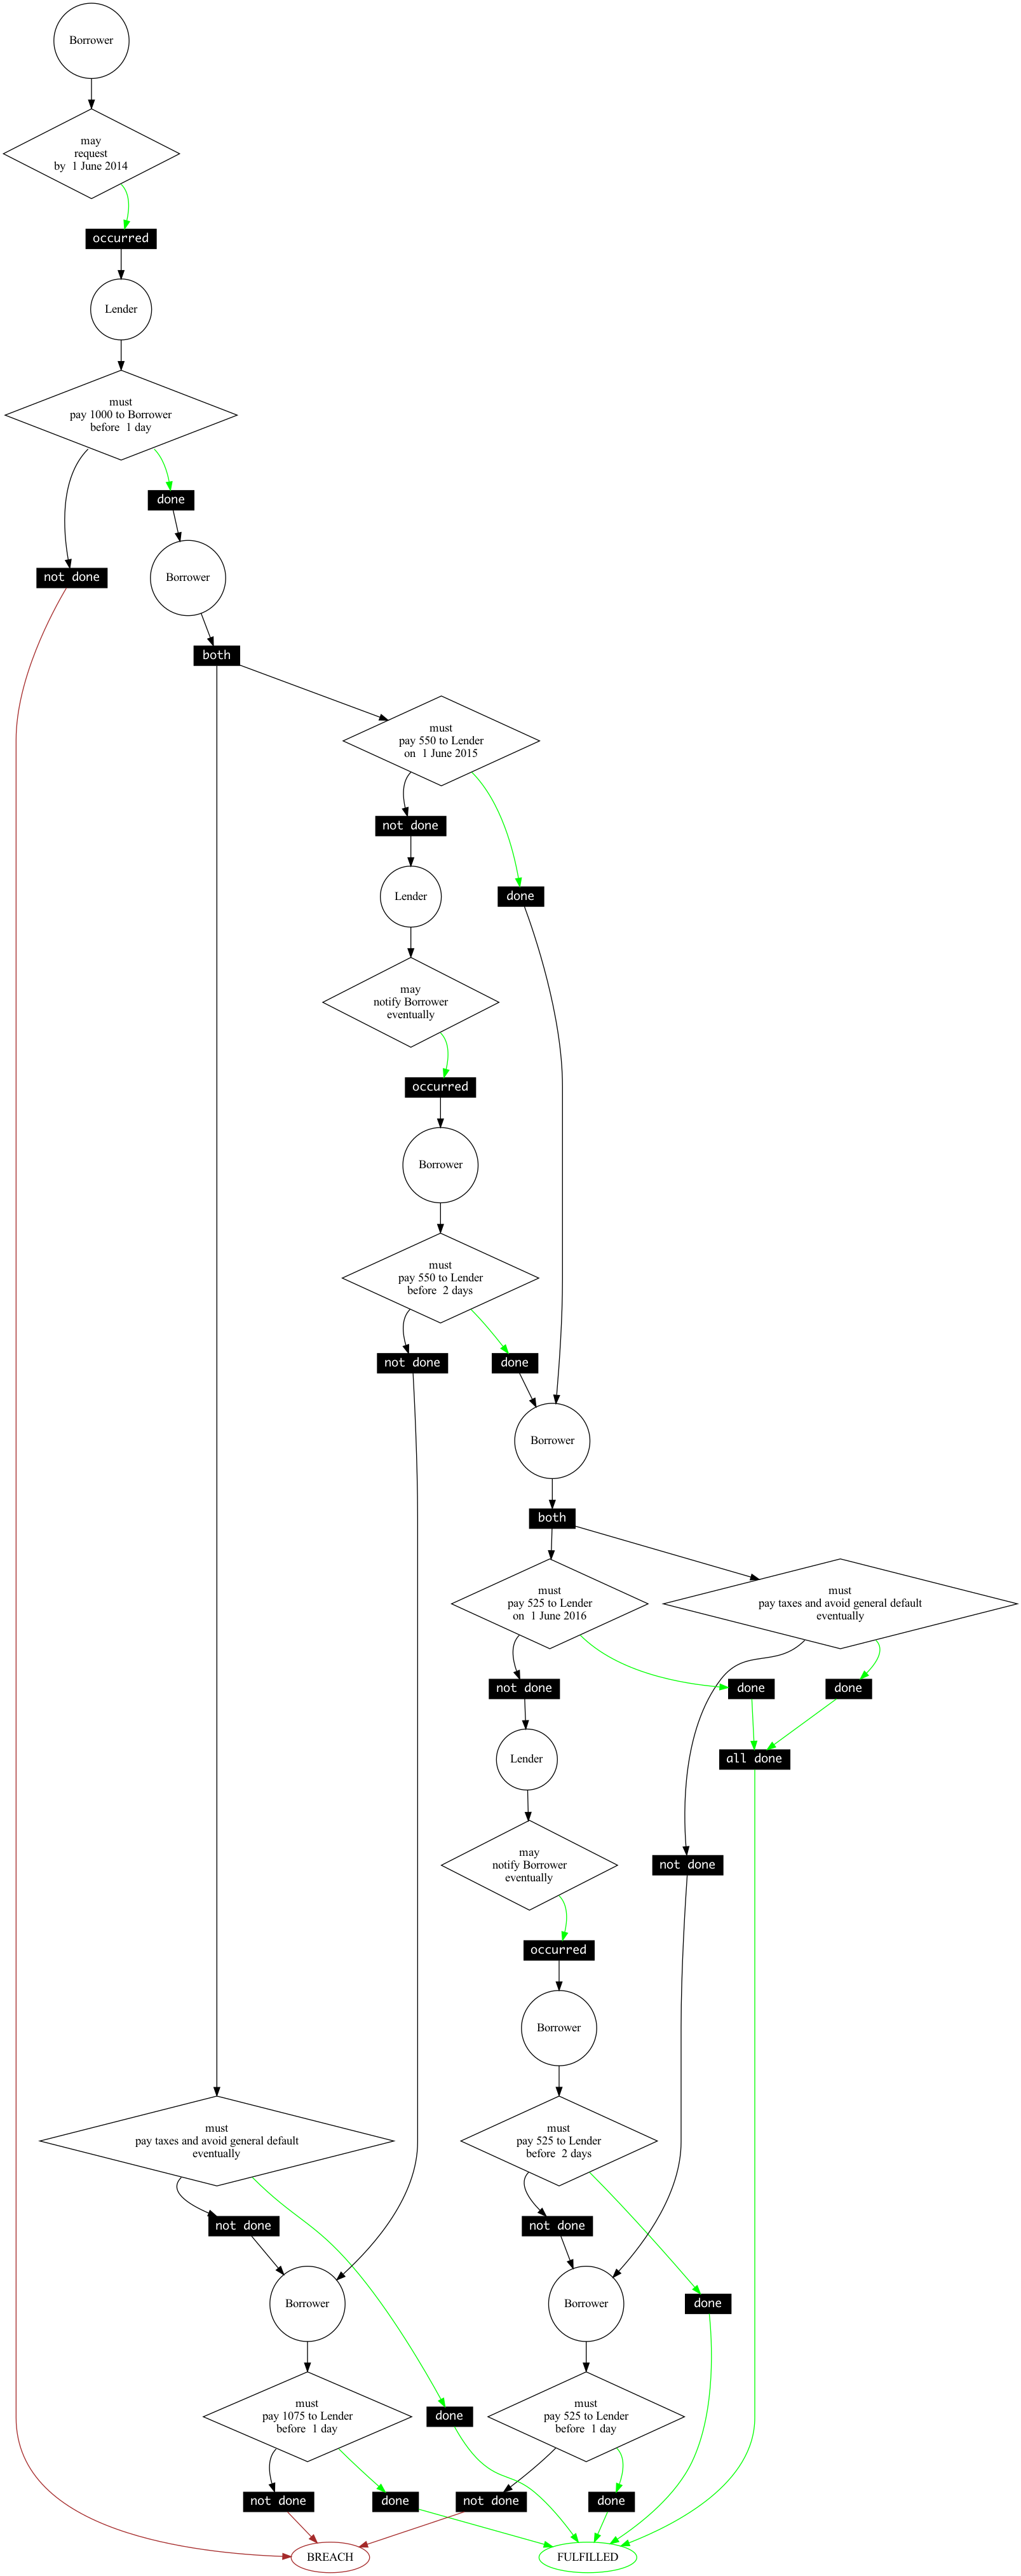 Borrower
may
request
by 1 June 2014
occurred
Lender
must
pay 1000 to Borrower
before 1 day
done
not done
Borrower
both
must
pay 550 to Lender
on 1 June 2015
not done
Lender
done
may
notify Borrower
eventually
occurred
Borrower
must
pay 550 to Lender
before 2 days
not done
done
Borrower
both
must
pay 525 to Lender
on 1 June 2016
must
pay taxes and avoid general default
eventually
not done
done
done
Lender
all done
may
notify Borrower
eventually
not done
occurred
Borrower
must
pay taxes and avoid general default
eventually
must
pay 525 to Lender
before 2 days
not done
not done
Borrower
Borrower
done
must
pay 1075 to Lender
before 1 day
done
must
pay 525 to Lender
before 1 day
not done
done
not done
done
BREACH
FULFILLED